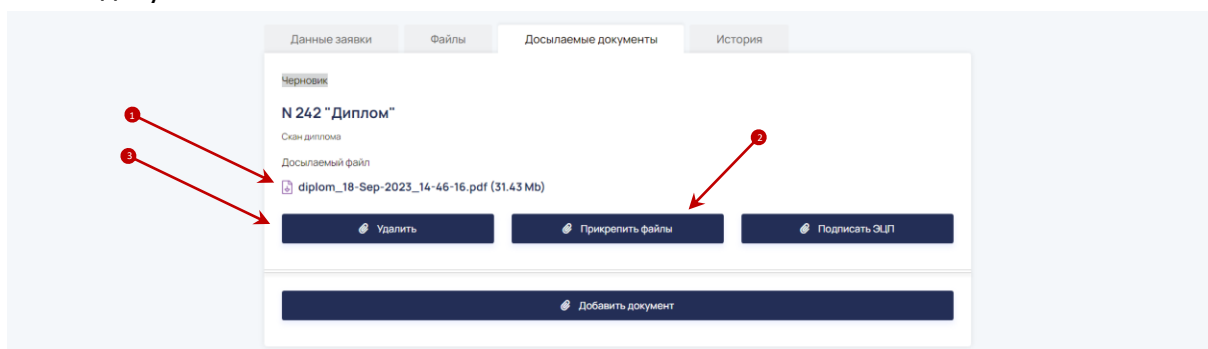 Данные заявки Файлы Досылаемые документы История
Черновик
N 242 "Диплом"
1
Скан диплома
2
3
Досылаемый файл
diplom_18-Sep-2023_14-46-16.pdf (31.43 Mb)
Удалить Прикрепить файлы Подписать ЭЦП
Добавить документ